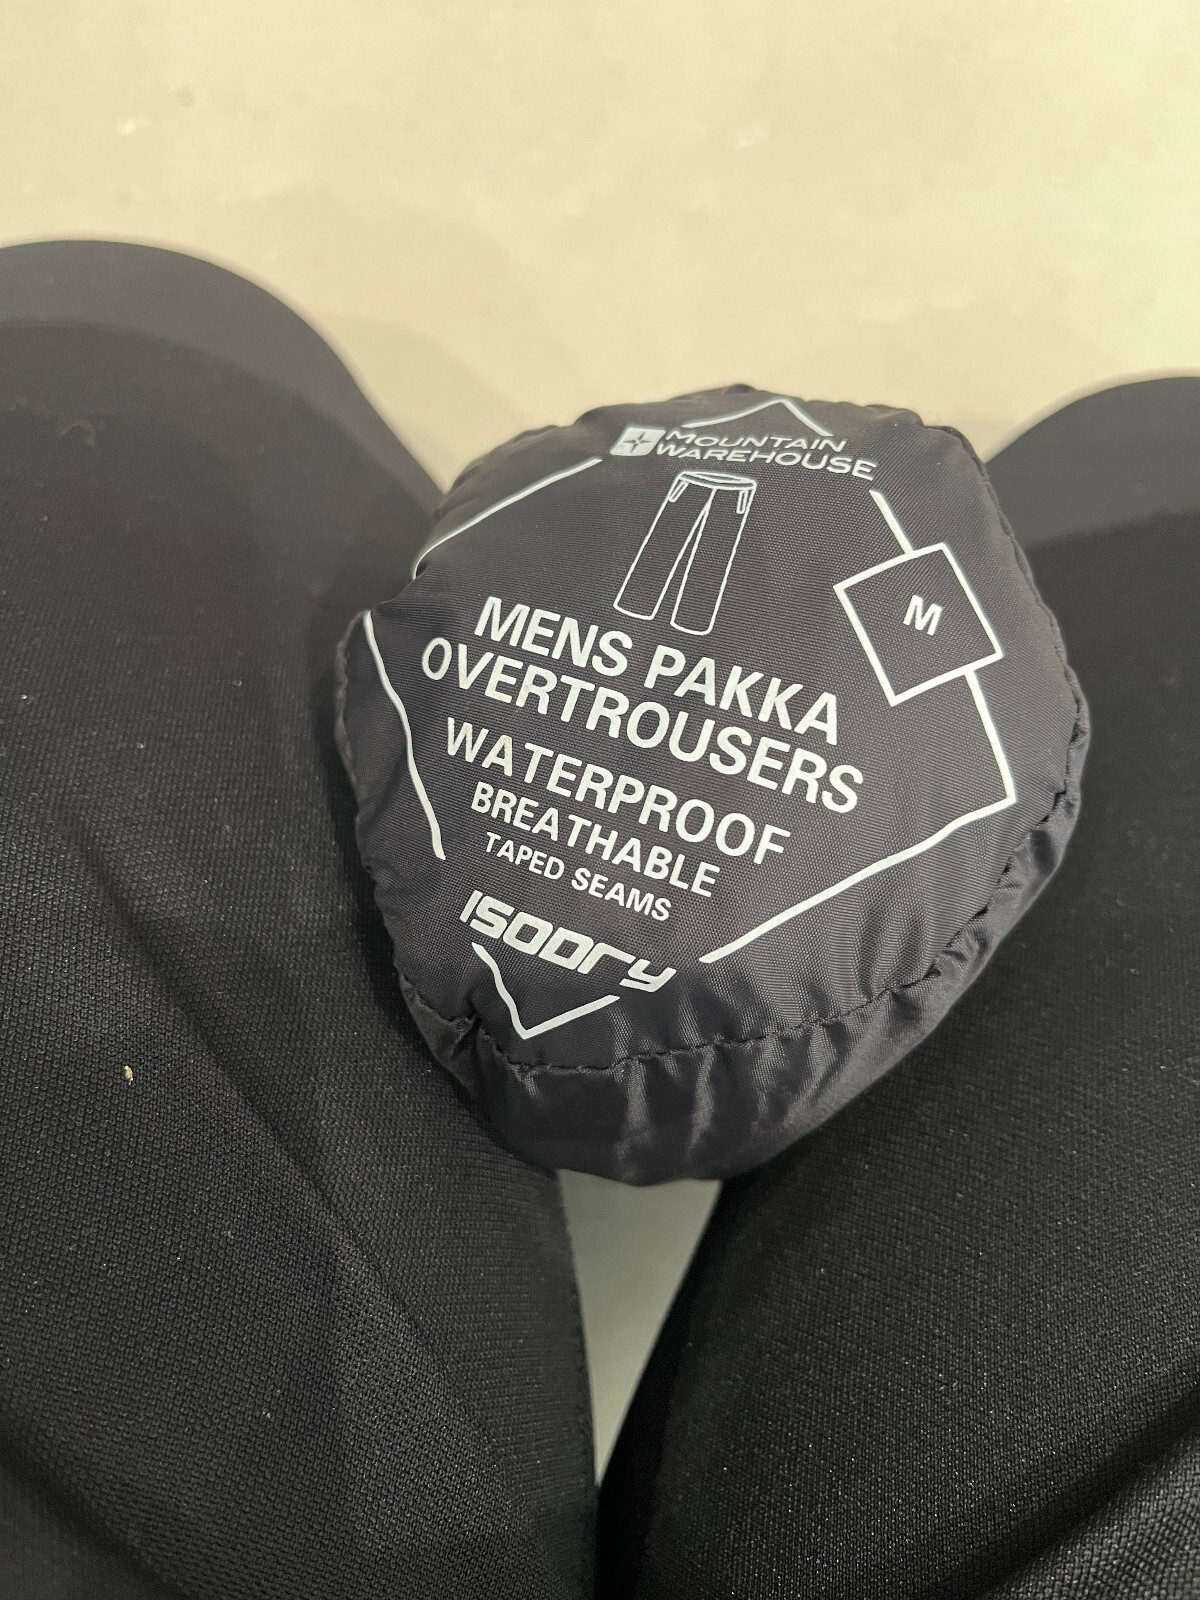 MOUNTAIN
WAREHOUSE
M
MENS PAKKA
OVERTROUSERS
WATERPROOF
BREATHABLE
TAPED SEAMS
ISODRY